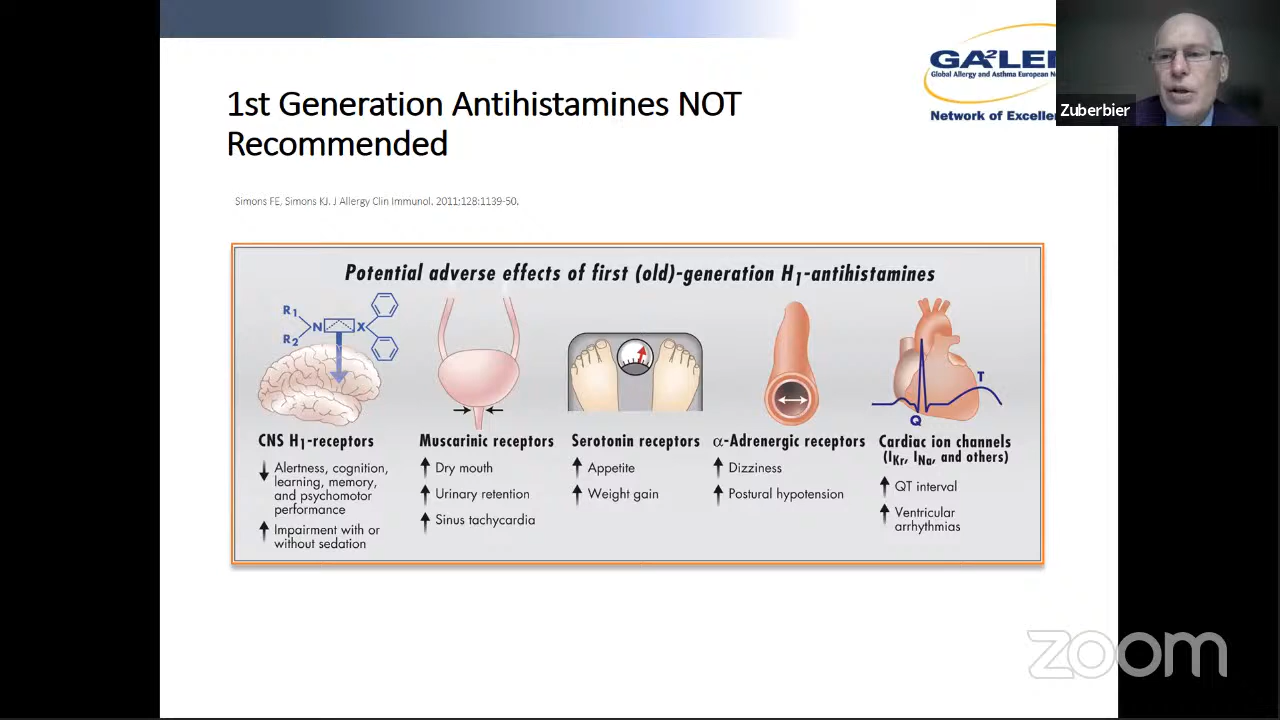 1st Generation Antihistamines NOT
Recommended
GA²LE
Global Allergy and Asthma European
Network of
Zuberbier
Simons FE, Simons KJ. J Allergy Clin Immunol. 2011;128:1139-50.
Potential adverse effects of first (old)-generation H1-antihistamines
R1
N
X
R2
CNS H1-receptors
Alertness, cognition,
learning, memory,
and psychomotor
performance
Impairment with or
without sedation
Muscarinic receptors
Dry mouth
Urinary retention
Sinus tachycardia
Serotonin receptors
Appetite
Weight gain
α-Adrenergic receptors
Dizziness
Postural hypotension
T
Q
Cardiac ion channels
(IKr, INa, and others)
QT interval
Ventricular
arrhythmias
zoom